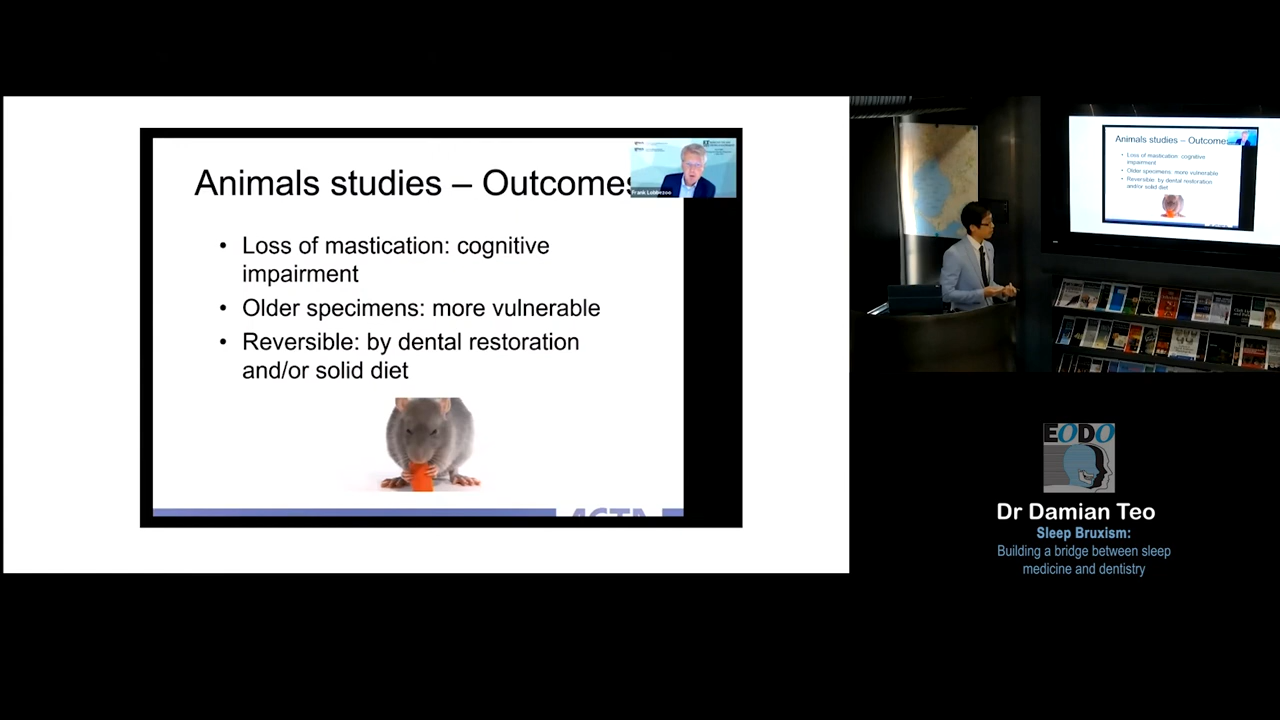 Animals studies – Outcomes
Frank Lobbezoo
• Loss of mastication: cognitive
impairment
• Older specimens: more vulnerable
• Reversible: by dental restoration
and/or solid diet
ACTA
Animals studies – Outcome
• Loss of mastication: cognitive
impairment
• Older specimens: more vulnerable
• Reversible: by dental restoration
and/or solid diet
EODO
Dr Damian Teo
Sleep Bruxism:
Building a bridge between sleep
medicine and dentistry